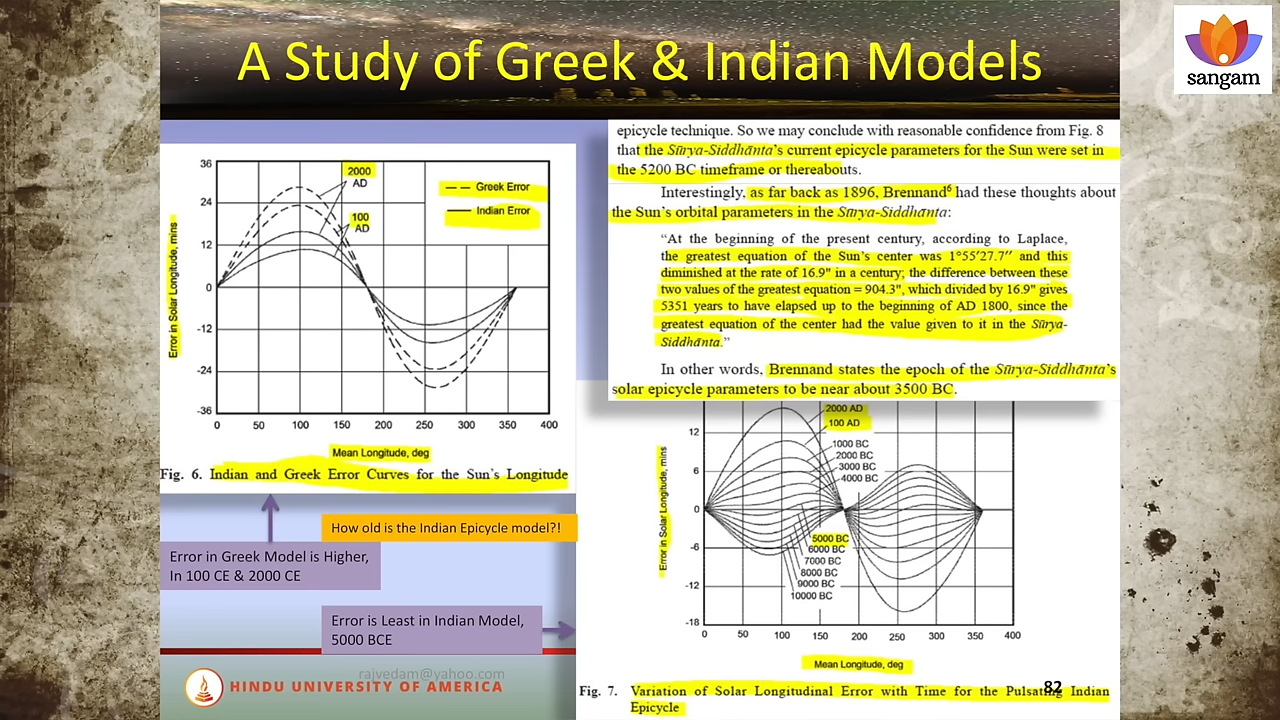 A Study of Greek & Indian Models
sangam
36
24
12
0
-12
-24
-36
0 50 100 150 200 250 300 350 400
2000
AD
100
AD
Greek Error
Indian Error
Error in Solar Longitude, mins
Mean Longitude, deg
Fig. 6. Indian and Greek Error Curves for the Sun's Longitude
How old is the Indian Epicycle model?!
Error in Greek Model is Higher,
In 100 CE & 2000 CE
Error is Least in Indian Model,
5000 BCE
epicycle technique. So we may conclude with reasonable confidence from Fig. 8
that the Sūrya-Siddhānta's current epicycle parameters for the Sun were set in
the 5200 BC timeframe or thereabouts.
Interestingly, as far back as 1896, Brennand⁶ had these thoughts about
the Sun's orbital parameters in the Sūrya-Siddhānta:
"At the beginning of the present century, according to Laplace,
the greatest equation of the Sun's center was 1°55′27.7″ and this
diminished at the rate of 16.9" in a century; the difference between these
two values of the greatest equation = 904.3", which divided by 16.9" gives
5351 years to have elapsed up to the beginning of AD 1800, since the
greatest equation of the center had the value given to it in the Sūrya-
Siddhānta."
In other words, Brennand states the epoch of the Sūrya-Siddhānta's
solar epicycle parameters to be near about 3500 BC.
12
6
0
-6
-12
-18
0 50 100 150 200 250 300 350 400
2000 AD
100 AD
1000 BC
2000 BC
3000 BC
4000 BC
5000 BC
6000 BC
7000 BC
8000 BC
9000 BC
10000 BC
Error in Solar Longitude, mins
Mean Longitude, deg
Fig. 7. Variation of Solar Longitudinal Error with Time for the Pulsating Indian
Epicycle
82
rajvedam@yahoo.com
HINDU UNIVERSITY OF AMERICA